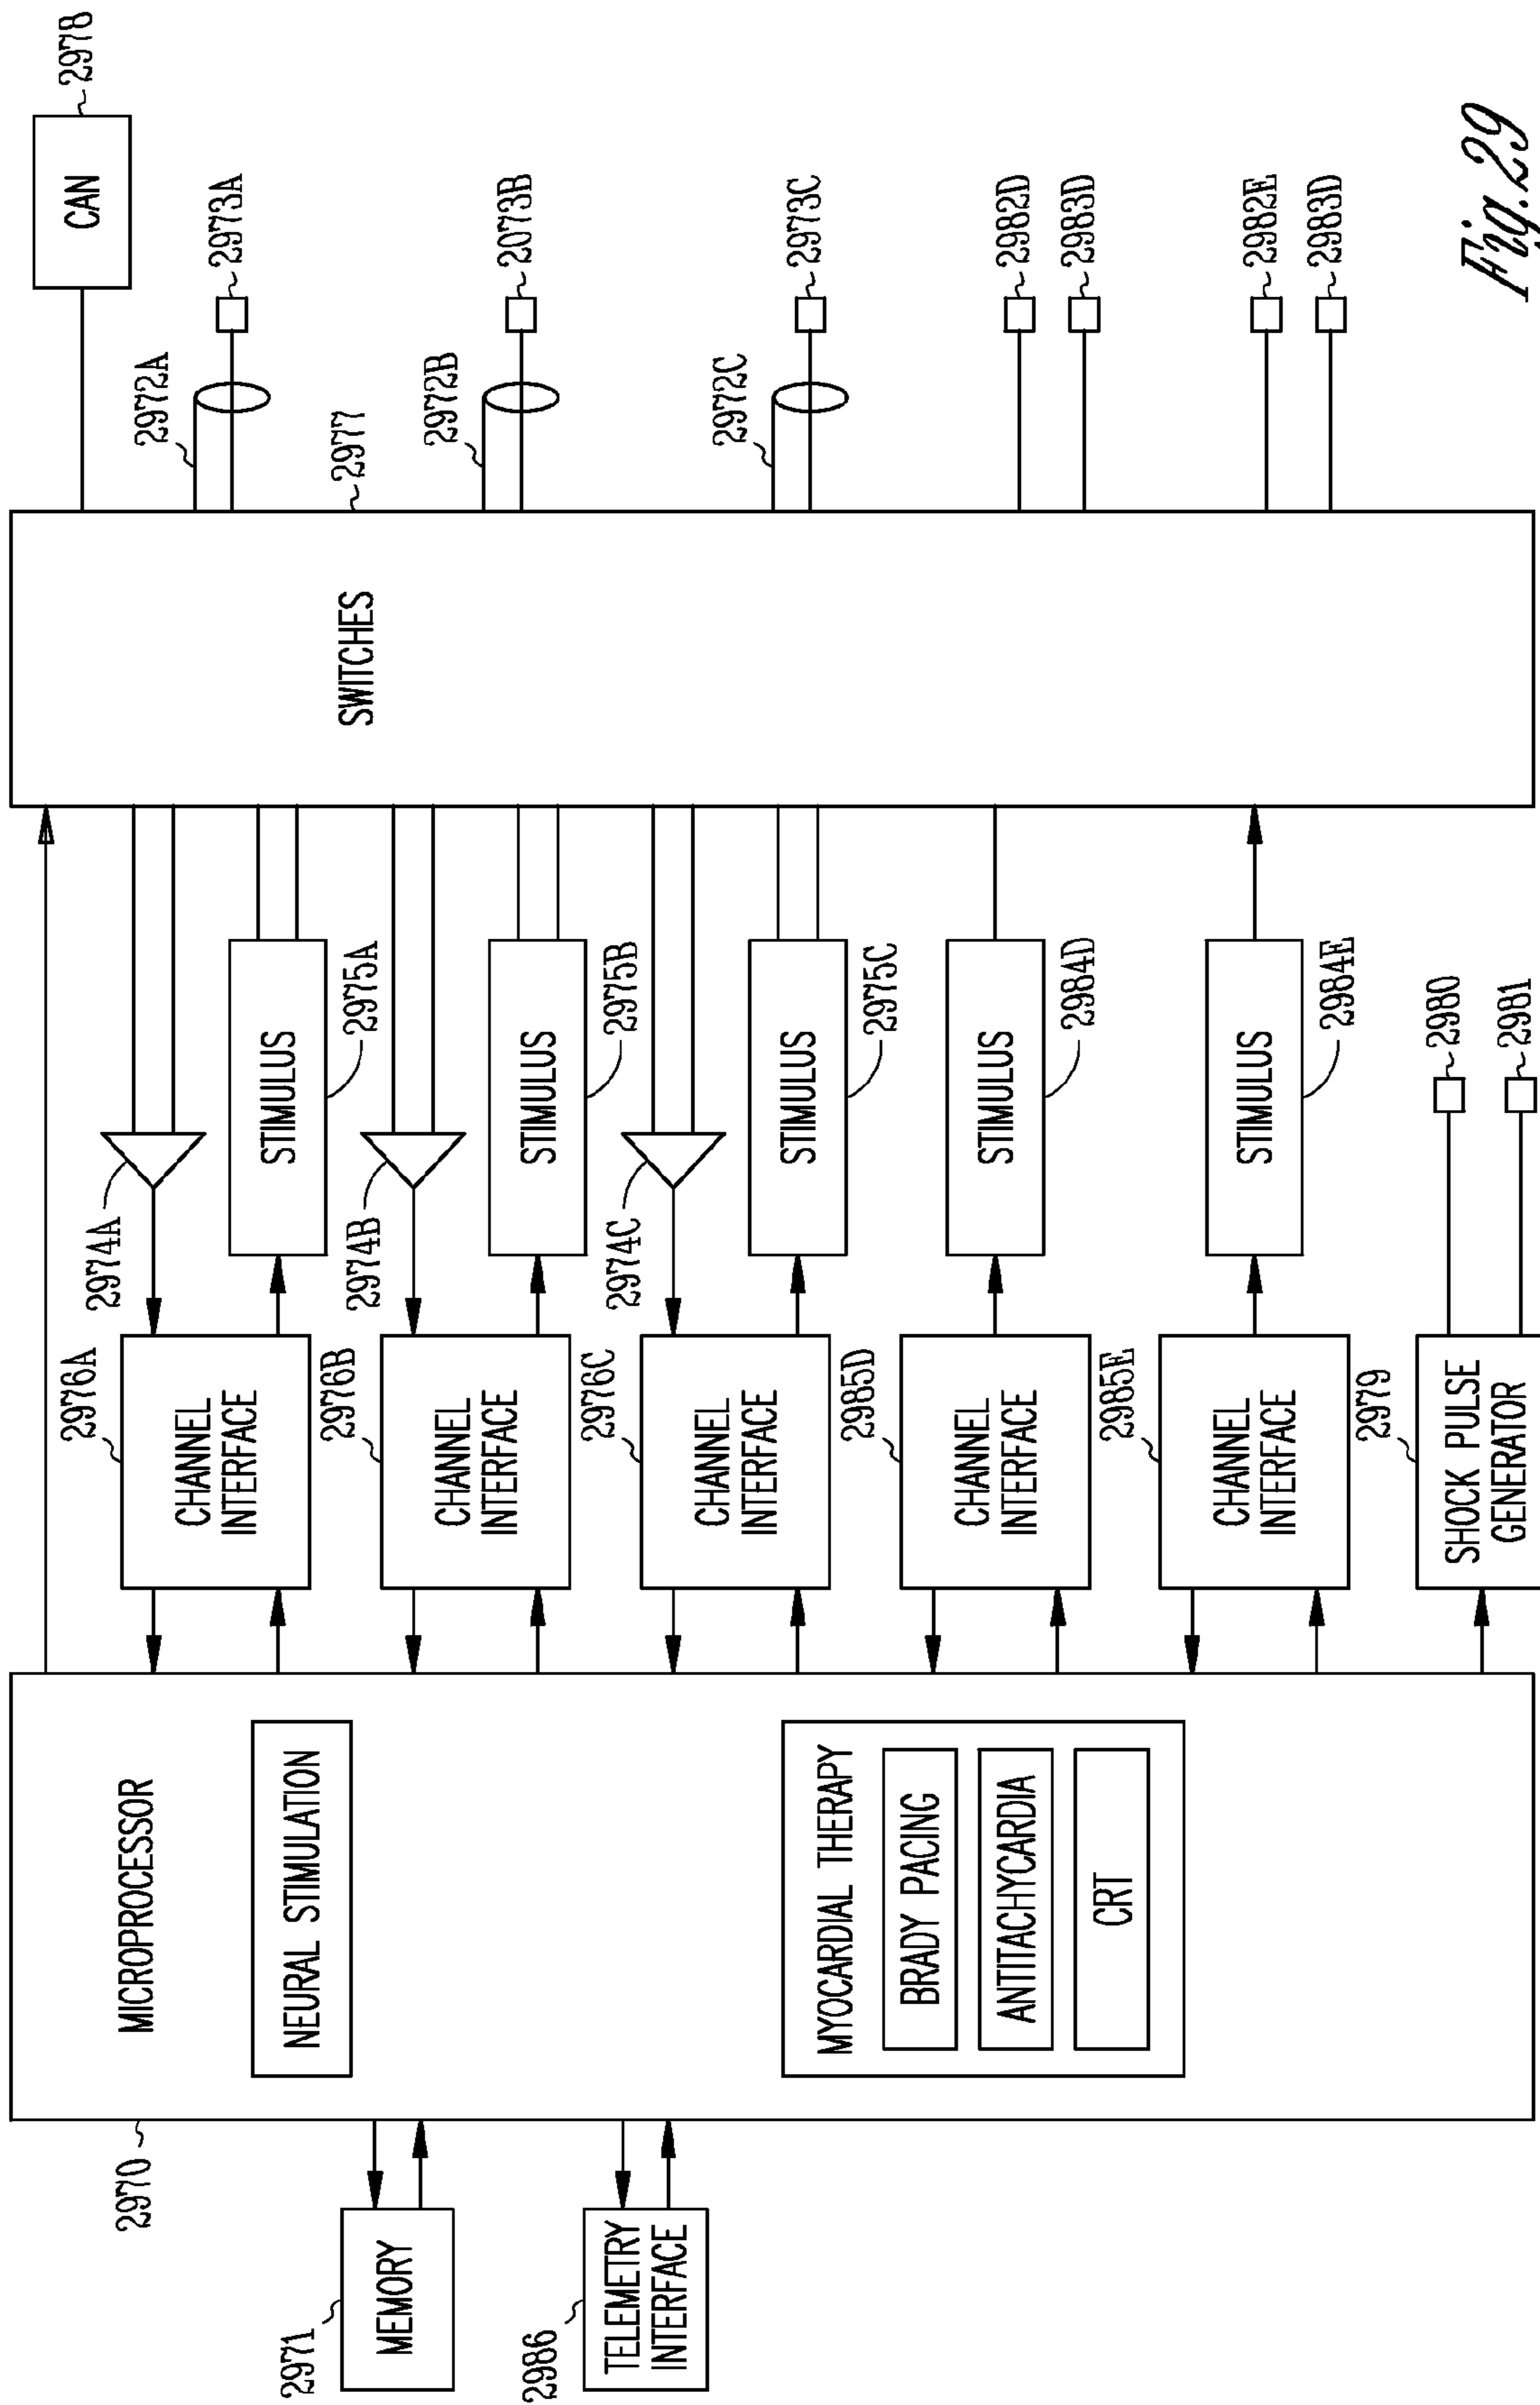 2970
MICROPROCESSOR
NEURAL STIMULATION
MYOCARDIAL THERAPY
BRADY PACING
ANTITACHYCARDIA
CRT
2971
MEMORY
2986
TELEMETRY
INTERFACE
2976A
CHANNEL
INTERFACE
2974A
STIMULUS
2975A
2976B
CHANNEL
INTERFACE
2974B
STIMULUS
2975B
2976C
CHANNEL
INTERFACE
2974C
STIMULUS
2975C
2985D
CHANNEL
INTERFACE
STIMULUS
2984D
2985E
CHANNEL
INTERFACE
STIMULUS
2984E
2979
SHOCK PULSE
GENERATOR
2980
2981
SWITCHES
2977
CAN
2978
2972A
2973A
2972B
2073B
2972C
2973C
2982D
2983D
2982E
2983D
Fig.29